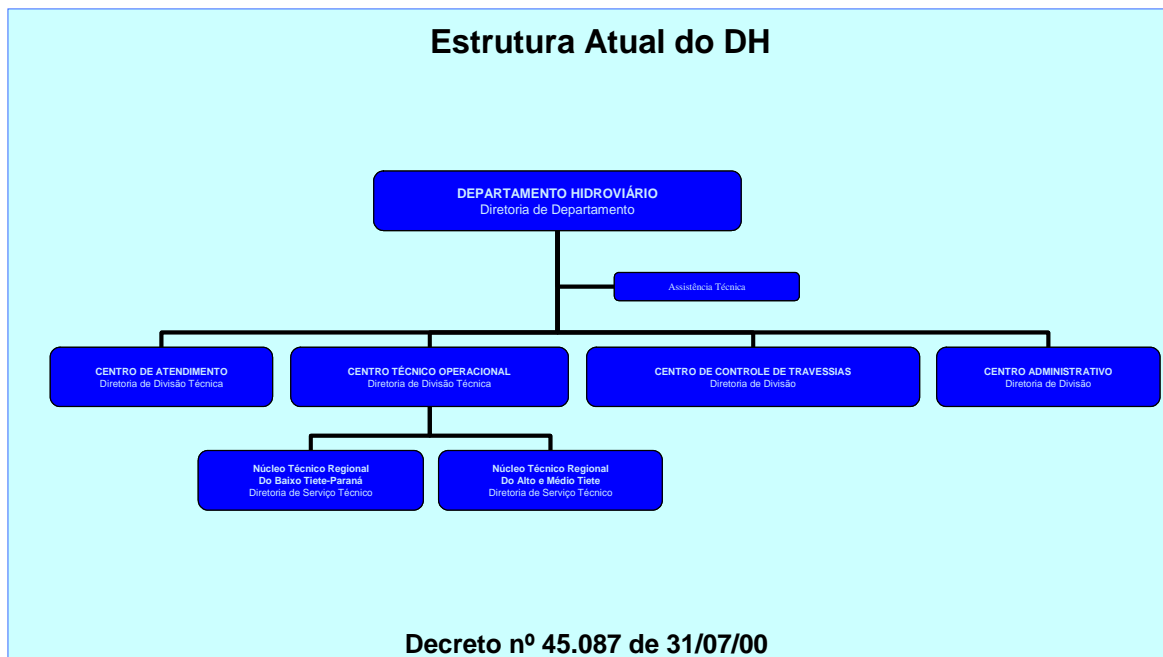 Estrutura Atual do DH
DEPARTAMENTO HIDROVIÁRIO
Diretoria de Departamento
Assistência Técnica
CENTRO DE ATENDIMENTO
Diretoria de Divisão Técnica
CENTRO TÉCNICO OPERACIONAL
Diretoria de Divisão Técnica
CENTRO DE CONTROLE DE TRAVESSIAS
Diretoria de Divisão
CENTRO ADMINISTRATIVO
Diretoria de Divisão
Núcleo Técnico Regional
Do Baixo Tiete-Paraná
Diretoria de Serviço Técnico
Núcleo Técnico Regional
Do Alto e Médio Tiete
Diretoria de Serviço Técnico
Decreto nº 45.087 de 31/07/00